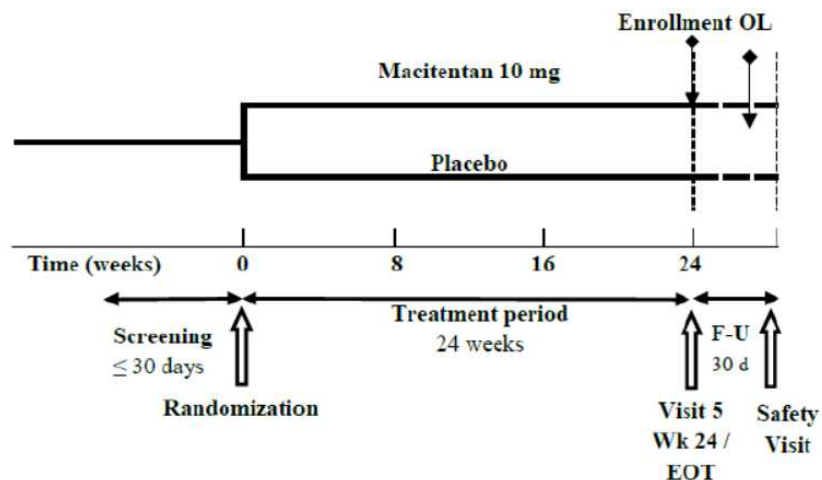 Enrollment OL
Macitentan 10 mg
Placebo
Time (weeks) 0 8 16 24
Screening
≤ 30 days
Treatment period
24 weeks
F-U
30 d
Randomization
Visit 5
Wk 24 /
EOT
Safety
Visit